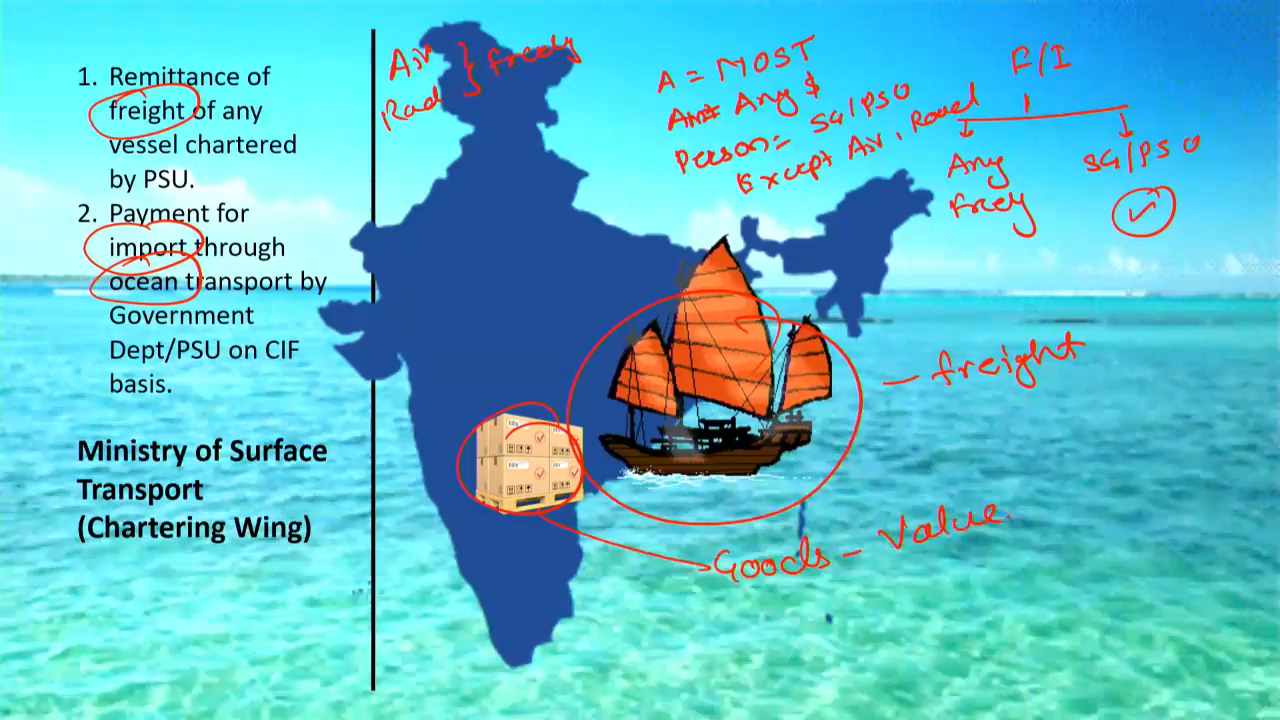 1. Remittance of
freight of any
vessel chartered
by PSU.
2. Payment for
import through
ocean transport by
Government
Dept/PSU on CIF
basis.
Ministry of Surface
Transport
(Chartering Wing)
Air
Road } freely
A = MOST
Any $
Person = SG/PSU
Except Air, Road
F/I
Any
Freely
SG/PSU
- freight
Goods - Value.